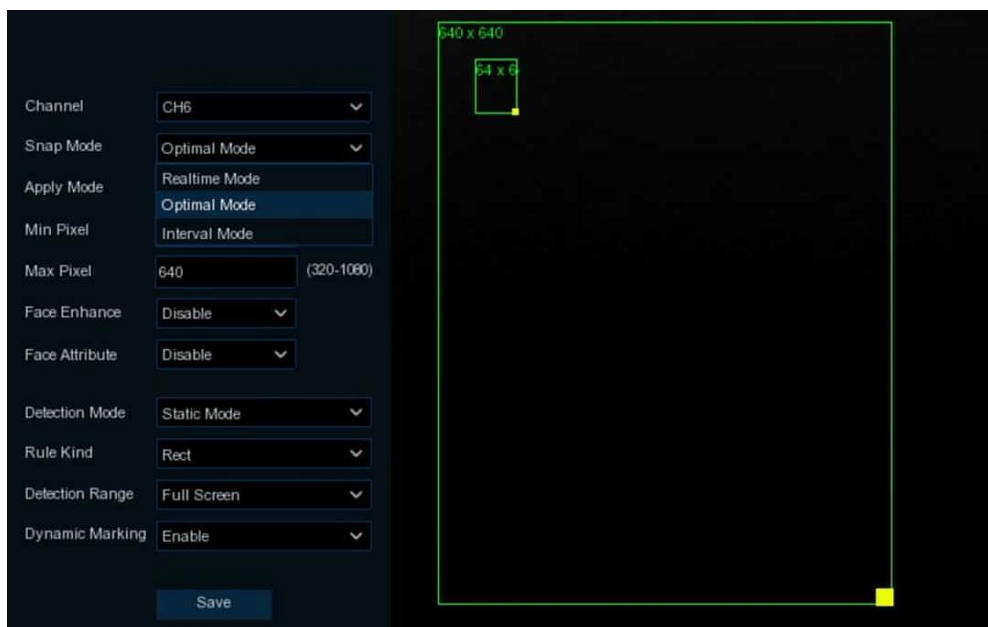 Channel CH6
Snap Mode Optimal Mode
Realtime Mode
Apply Mode
Optimal Mode
Min Pixel Interval Mode
Max Pixel 640 (320-1080)
Face Enhance Disable
Face Attribute Disable
Detection Mode Static Mode
Rule Kind Rect
Detection Range Full Screen
Dynamic Marking Enable
Save
640 x 640
64 x 6